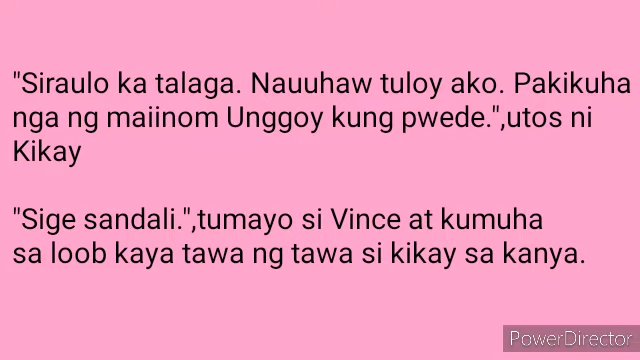 "Siraulo ka talaga. Nauuhaw tuloy ako. Pakikuha
nga ng maiinom Unggoy kung pwede.",utos ni
Kikay
"Sige sandali.",tumayo si Vince at kumuha
sa loob kaya tawa ng tawa si kikay sa kanya.
PowerDirector